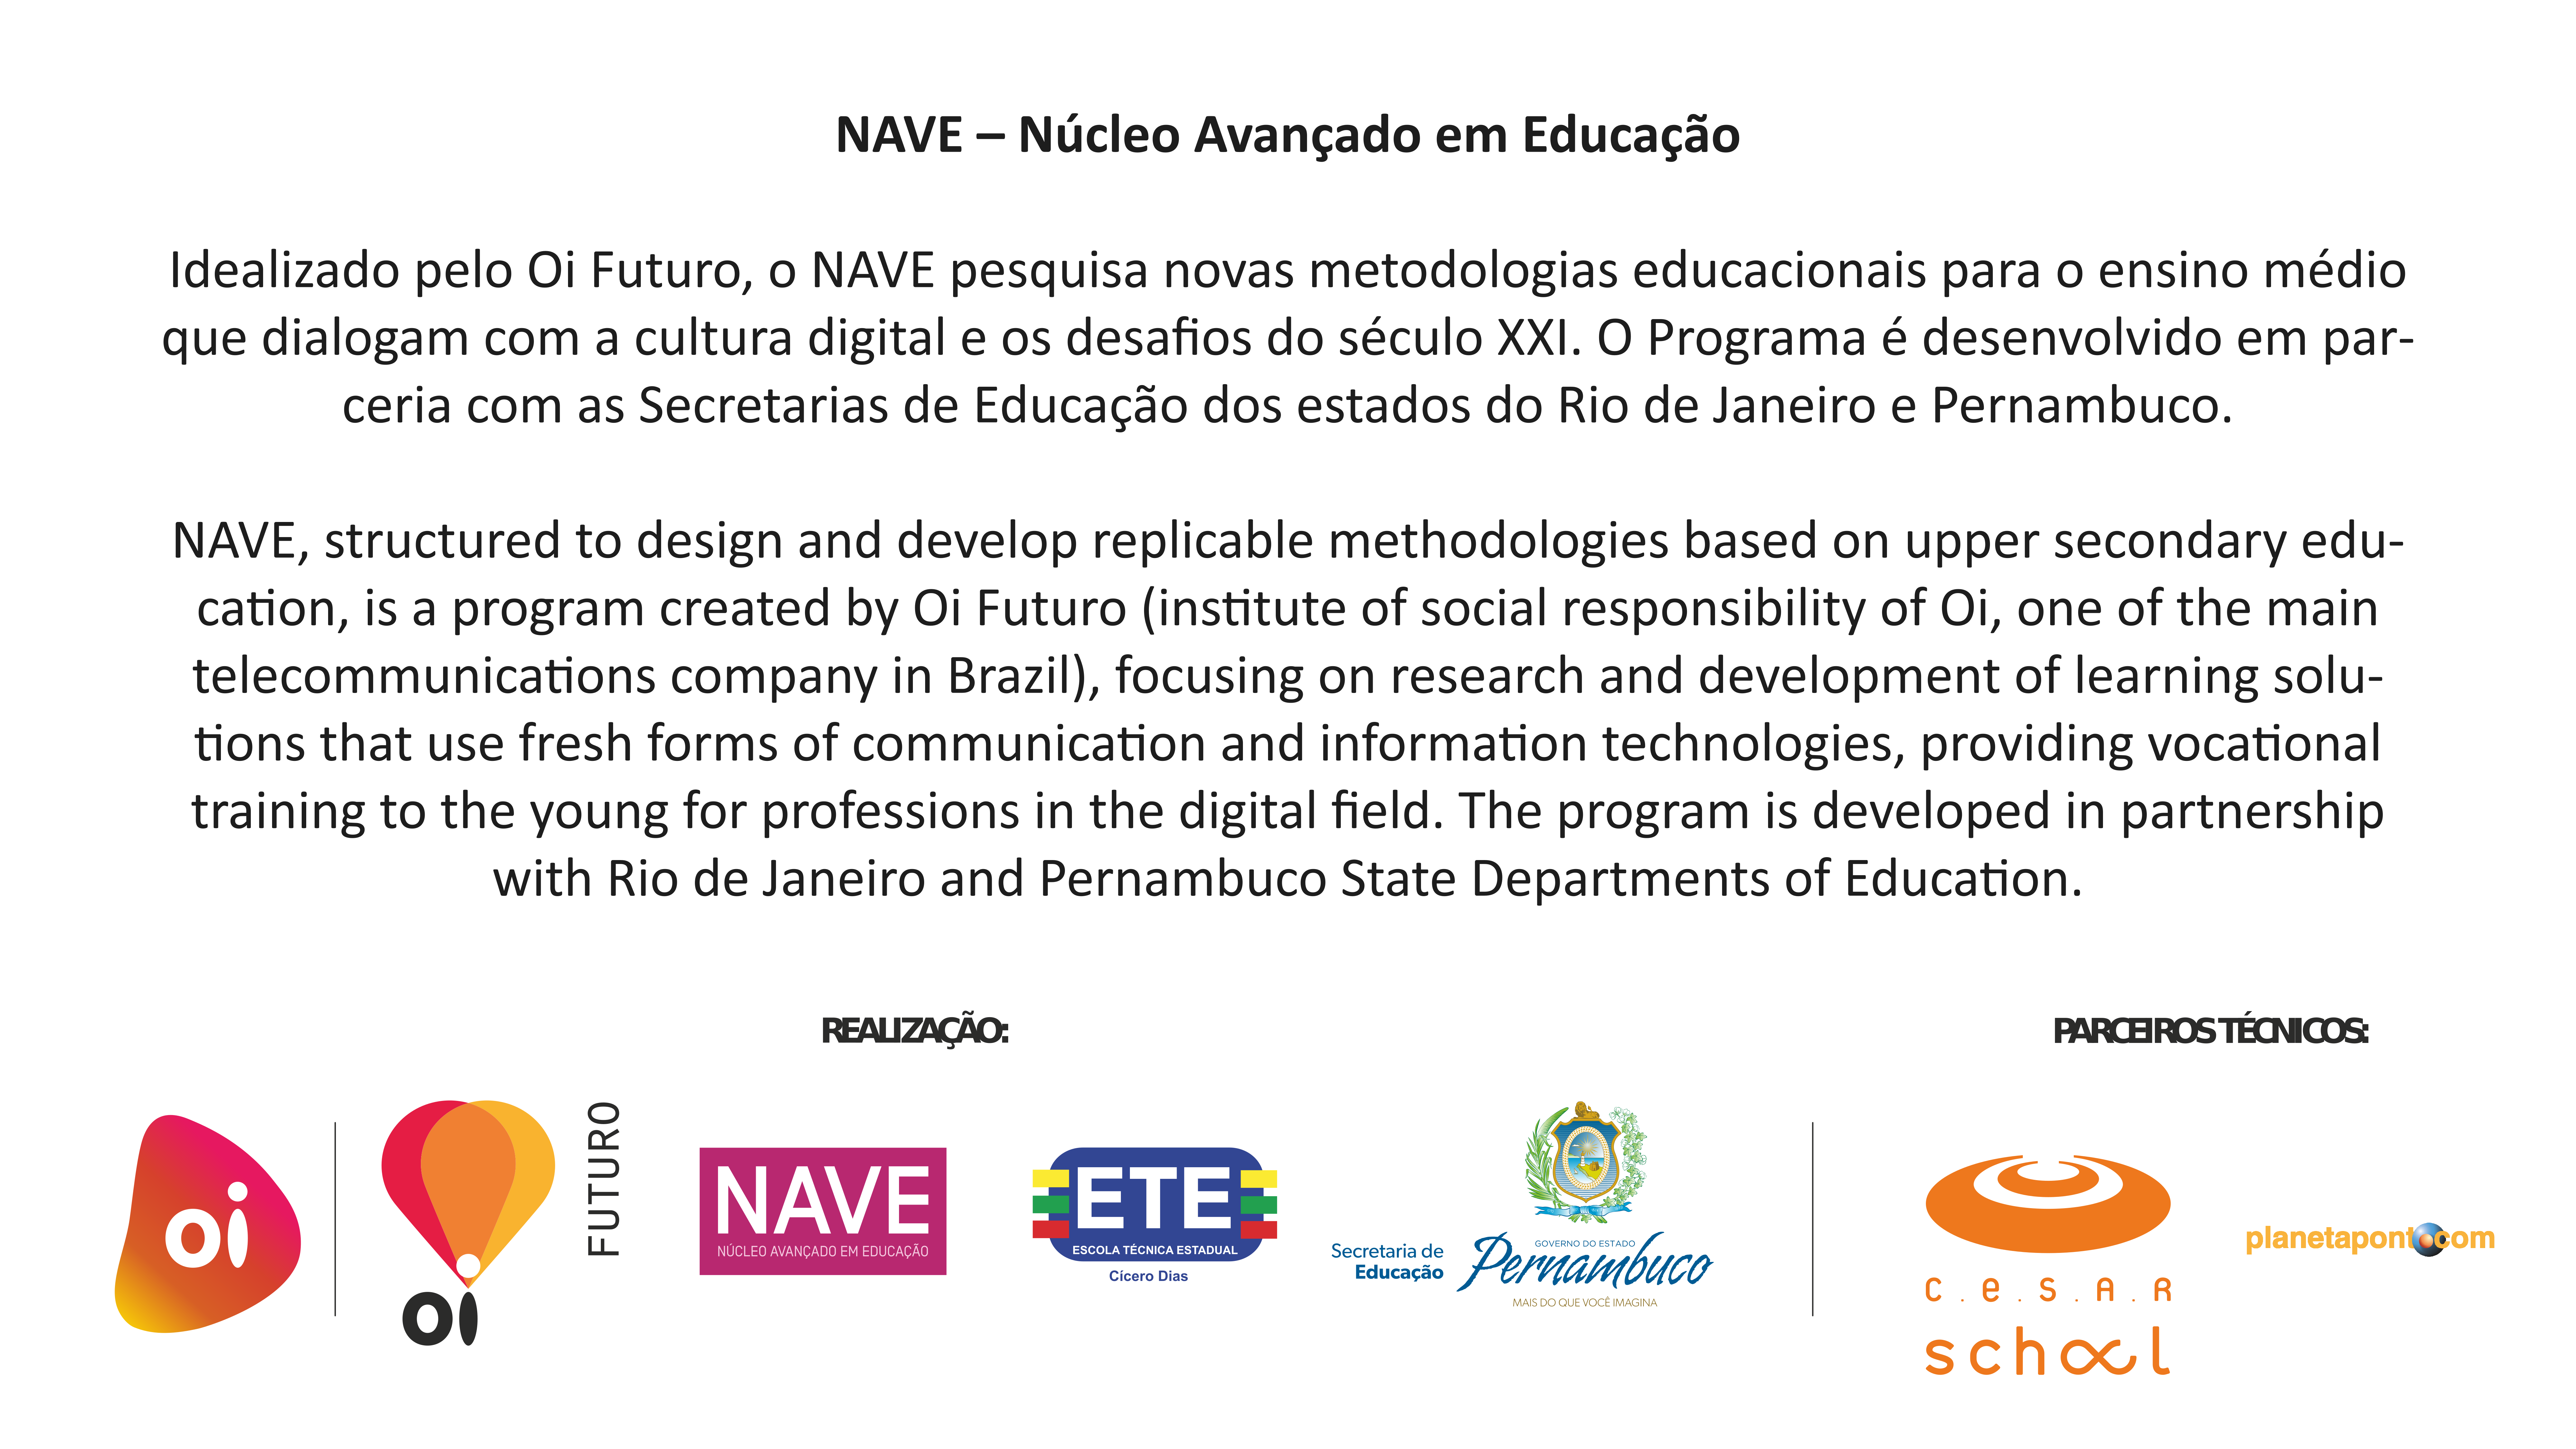 NAVE – Núcleo Avançado em Educação
Idealizado pelo Oi Futuro, o NAVE pesquisa novas metodologias educacionais para o ensino médio
que dialogam com a cultura digital e os desafios do século XXI. O Programa é desenvolvido em par-
ceria com as Secretarias de Educação dos estados do Rio de Janeiro e Pernambuco.
NAVE, structured to design and develop replicable methodologies based on upper secondary edu-
cation, is a program created by Oi Futuro (institute of social responsibility of Oi, one of the main
telecommunications company in Brazil), focusing on research and development of learning solu-
tions that use fresh forms of communication and information technologies, providing vocational
training to the young for professions in the digital field. The program is developed in partnership
with Rio de Janeiro and Pernambuco State Departments of Education.
REALIZAÇÃO:
PARCEIROS TÉCNICOS:
oi
oi
FUTURO
NAVE
NÚCLEO AVANÇADO EM EDUCAÇÃO
ETE
ESCOLA TÉCNICA ESTADUAL
Cícero Dias
Secretaria de
Educação
GOVERNO DO ESTADO
Pernambuco
MAIS DO QUE VOCÊ IMAGINA
c.e.s.A.R
school
planetaponto.com